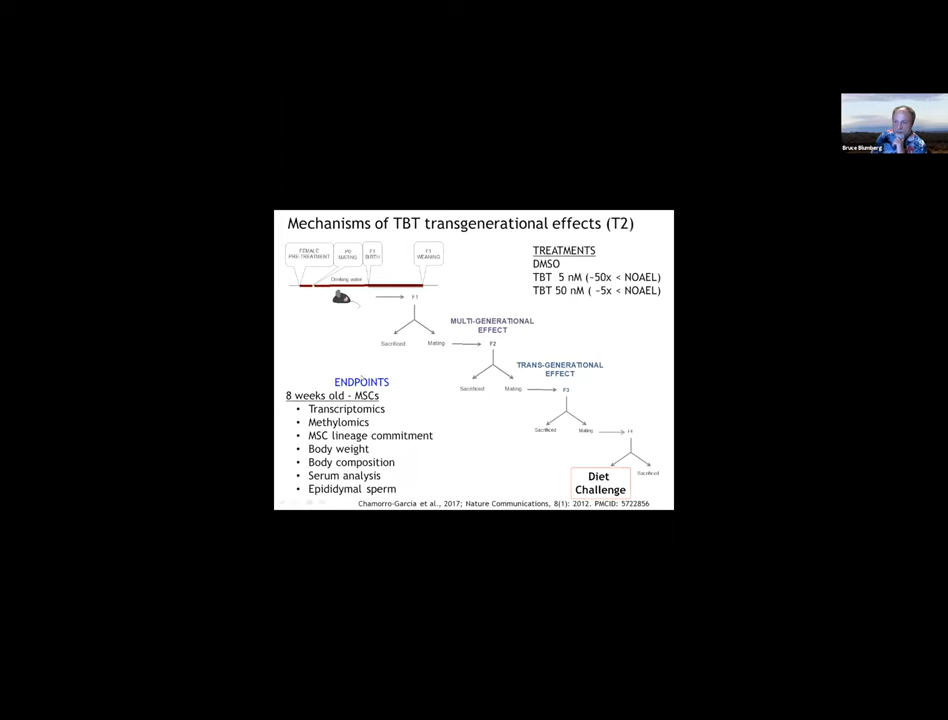 Bruce Blumberg
Mechanisms of TBT transgenerational effects (T2)
FEMALE
PRE-TREATMENT
P0
MATING
F1
BIRTH
F1
WEANING
Drinking water
F1
Sacrificed
Mating
MULTI-GENERATIONAL
EFFECT
F2
Sacrificed
Mating
TRANS-GENERATIONAL
EFFECT
F3
Sacrificed
Mating
F4
Sacrificed
Diet
Challenge
TREATMENTS
DMSO
TBT 5 nM (~50x < NOAEL)
TBT 50 nM ( ~5x < NOAEL)
ENDPOINTS
8 weeks old - MSCs
• Transcriptomics
• Methylomics
• MSC lineage commitment
• Body weight
• Body composition
• Serum analysis
• Epididymal sperm
Chamorro-Garcia et al., 2017; Nature Communications, 8(1): 2012. PMCID: 5722856